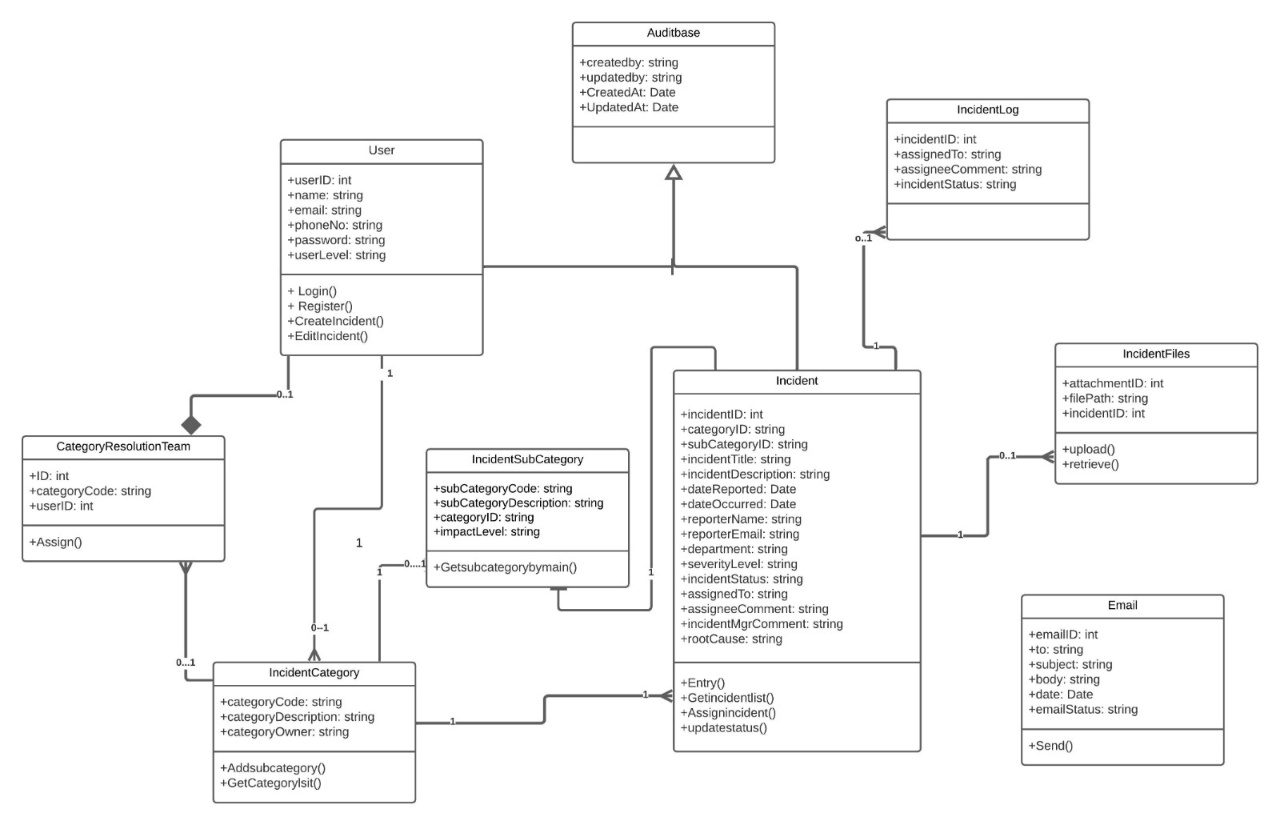 Auditbase
+createdby: string
+updatedby: string
+CreatedAt: Date
+UpdatedAt: Date
IncidentLog
+incidentID: int
+assignedTo: string
+assigneeComment: string
+incidentStatus: string
o..1
1
User
+userID: int
+name: string
+email: string
+phoneNo: string
+password: string
+userLevel: string
+ Login()
+ Register()
+CreateIncident()
+EditIncident()
0..1
1
IncidentFiles
+attachmentID: int
+filePath: string
+incidentID: int
+upload()
+retrieve()
0..1
1
Incident
+incidentID: int
+categoryID: string
+subCategoryID: string
+incidentTitle: string
+incidentDescription: string
+dateReported: Date
+dateOccurred: Date
+reporterName: string
+reporterEmail: string
+department: string
+severityLevel: string
+incidentStatus: string
+assignedTo: string
+assigneeComment: string
+incidentMgrComment: string
+rootCause: string
+Entry()
+Getincidentlist()
+Assignincident()
+updatestatus()
CategoryResolutionTeam
+ID: int
+categoryCode: string
+userID: int
+Assign()
IncidentSubCategory
+subCategoryCode: string
+subCategoryDescription: string
+categoryID: string
+impactLevel: string
+Getsubcategorybymain()
1
0....1
1
1
0--1
0...1
IncidentCategory
+categoryCode: string
+categoryDescription: string
+categoryOwner: string
+Addsubcategory()
+GetCategorylsit()
1
1
Email
+emailID: int
+to: string
+subject: string
+body: string
+date: Date
+emailStatus: string
+Send()